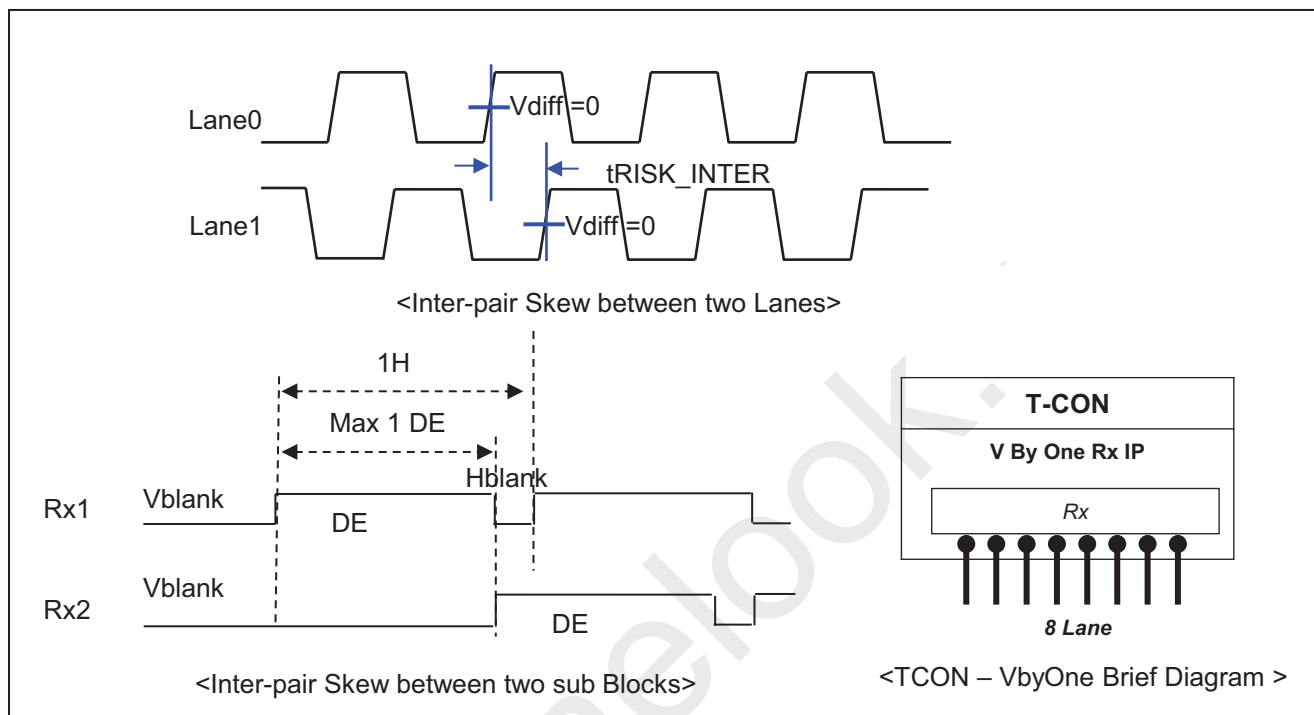 Lane0
Vdiff =0
tRISK_INTER
Lane1
Vdiff =0
<Inter-pair Skew between two Lanes>
1H
Max 1 DE
Hblank
Rx1
Vblank
DE
Rx2
Vblank
DE
<Inter-pair Skew between two sub Blocks>
T-CON
V By One Rx IP
Rx
8 Lane
<TCON – VbyOne Brief Diagram >